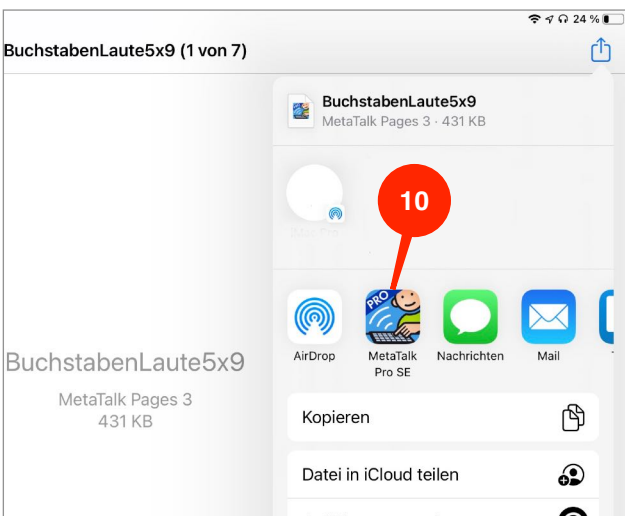 24 %
BuchstabenLaute5x9 (1 von 7)
BuchstabenLaute5x9
MetaTalk Pages 3 · 431 KB
10
PRO
AirDrop
MetaTalk
Pro SE
Nachrichten
Mail
BuchstabenLaute5x9
MetaTalk Pages 3
431 KB
Kopieren
Datei in iCloud teilen